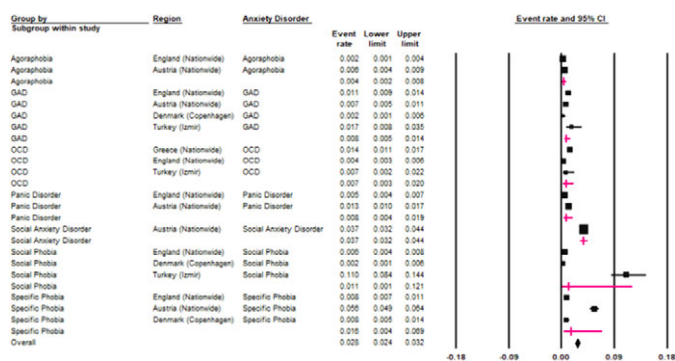 Group by Region Anxiety Disorder Event rate and 95% CI
Subgroup within study
Event Lower Upper
rate limit limit
Agoraphobia England (Nationwide) Agoraphobia 0.002 0.001 0.004
Agoraphobia Austria (Nationwide) Agoraphobia 0.006 0.004 0.009
Agoraphobia 0.004 0.002 0.008
GAD England (Nationwide) GAD 0.011 0.009 0.014
GAD Austria (Nationwide) GAD 0.007 0.005 0.011
GAD Denmark (Copenhagen) GAD 0.002 0.001 0.006
GAD Turkey (Izmir) GAD 0.017 0.008 0.035
GAD 0.008 0.005 0.014
OCD Greece (Nationwide) OCD 0.014 0.011 0.017
OCD England (Nationwide) OCD 0.004 0.003 0.006
OCD Turkey (Izmir) OCD 0.007 0.002 0.022
OCD 0.007 0.003 0.020
Panic Disorder England (Nationwide) Panic Disorder 0.005 0.004 0.007
Panic Disorder Austria (Nationwide) Panic Disorder 0.013 0.010 0.017
Panic Disorder 0.008 0.004 0.019
Social Anxiety Disorder Austria (Nationwide) Social Anxiety Disorder 0.037 0.032 0.044
Social Anxiety Disorder 0.037 0.032 0.044
Social Phobia England (Nationwide) Social Phobia 0.006 0.004 0.008
Social Phobia Denmark (Copenhagen) Social Phobia 0.002 0.001 0.006
Social Phobia Turkey (Izmir) Social Phobia 0.110 0.084 0.144
Social Phobia 0.011 0.001 0.121
Specific Phobia England (Nationwide) Specific Phobia 0.008 0.007 0.011
Specific Phobia Austria (Nationwide) Specific Phobia 0.056 0.049 0.064
Specific Phobia Denmark (Copenhagen) Specific Phobia 0.008 0.005 0.014
Specific Phobia 0.016 0.004 0.069
Overall 0.028 0.024 0.032
-0.18 -0.09 0.00 0.09 0.18